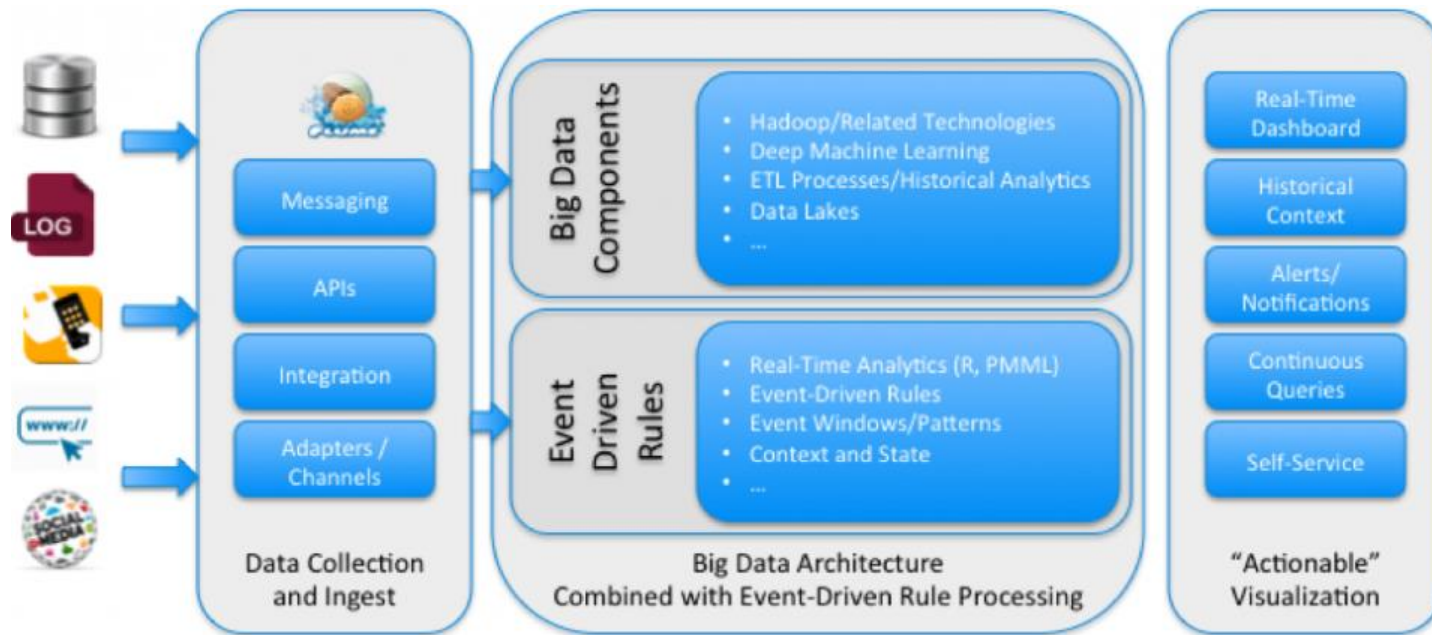 LOG
www://
SOCIAL
MEDIA
flume
Messaging
APIs
Integration
Adapters /
Channels
Data Collection
and Ingest
Big Data
Components
• Hadoop/Related Technologies
• Deep Machine Learning
• ETL Processes/Historical Analytics
• Data Lakes
• ...
Event
Driven
Rules
• Real-Time Analytics (R, PMML)
• Event-Driven Rules
• Event Windows/Patterns
• Context and State
• ...
Big Data Architecture
Combined with Event-Driven Rule Processing
Real-Time
Dashboard
Historical
Context
Alerts/
Notifications
Continuous
Queries
Self-Service
“Actionable”
Visualization